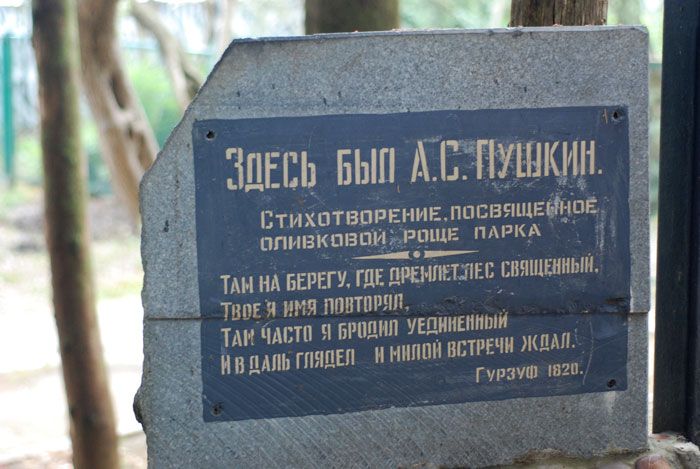 Здесь был А.С. Пушкин.
Стихотворение, посвященное
оливковой роще парка
Там на берегу, где дремлет лес священный,
Твое я имя повторял,
Там часто я бродил уединенный
И в даль глядел и милой встречи ждал.
Гурзуф 1820.